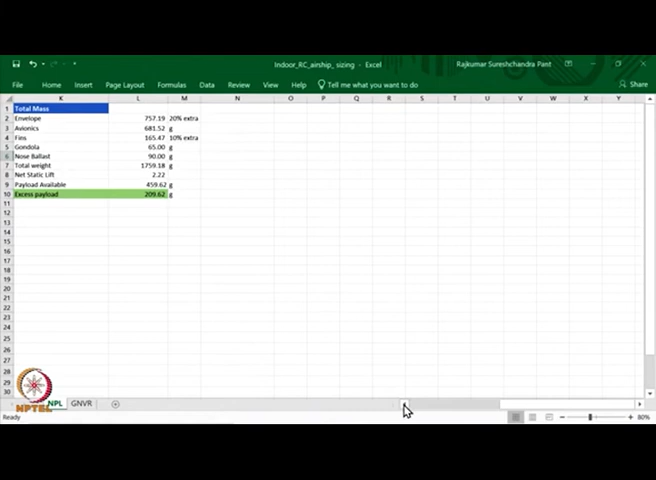 Indoor_RC_airship_ sizing - Excel
Rajkumar Sureshchandra Pant
File Home Insert Page Layout Formulas Data Review View Help Tell me what you want to do Share
K L M N O P Q R S T U V W X Y
1 Total Mass
2 Envelope 757.19 20% extra
3 Avionics 681.52 g
4 Fins 165.47 10% extra
5 Gondola 65.00 g
6 Nose Ballast 90.00 g
7 Total weight 1759.18 g
8 Net Static Lift 2.22
9 Payload Available 459.62 g
10 Excess payload 209.62 g
11
12
13
14
15
16
17
18
19
20
21
22
23
24
25
26
27
28
29
30
NPTEL
NPL GNVR
Ready 80%